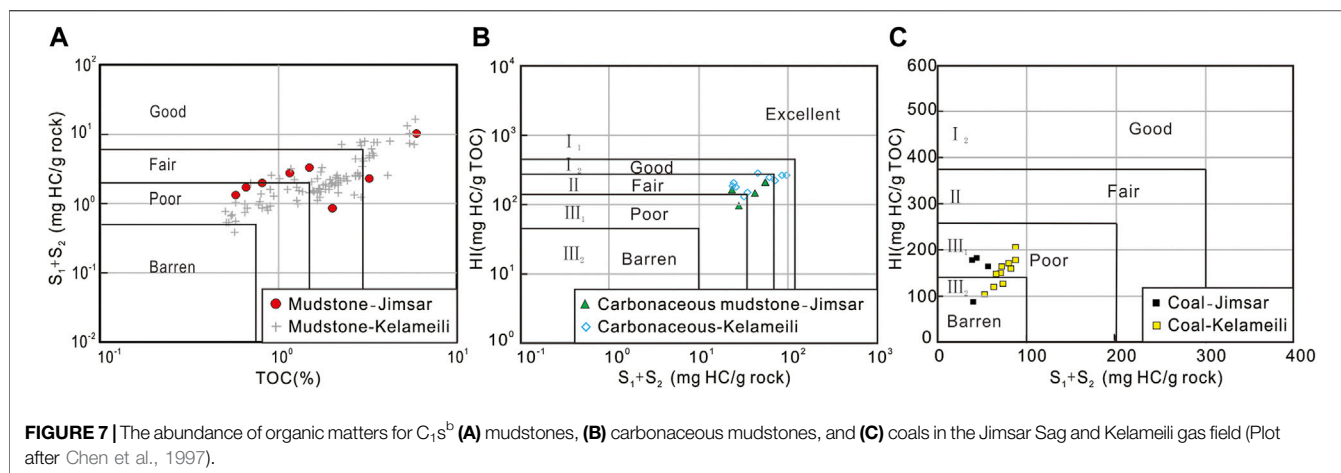 A
S₁+S₂ (mg HC/g rock)
10²
10¹
10⁰
10⁻¹
10⁻²
Good
Fair
Poor
Barren
Mudstone-Jimsar
Mudstone-Kelameili
10⁻¹ 10⁰ 10¹
TOC(%)
B
HI(mg HC/g TOC)
10⁴
10³
10²
10¹
10⁰
Excellent
I₁
I₂ Good
II Fair
III₁ Poor
III₂ Barren
Carbonaceous mudstone-Jimsar
Carbonaceous-Kelameili
10⁻¹ 10⁰ 10¹ 10² 10³
S₁+S₂ (mg HC/g rock)
C
HI(mg HC/g TOC)
600
500
400
300
200
100
0
I₂ Good
II Fair
III₁ Poor
III₂
Barren
Coal-Jimsar
Coal-Kelameili
0 100 200 300 400
S₁+S₂ (mg HC/g rock)
FIGURE 7 | The abundance of organic matters for C₁sᵇ (A) mudstones, (B) carbonaceous mudstones, and (C) coals in the Jimsar Sag and Kelameili gas field (Plot
after Chen et al., 1997).